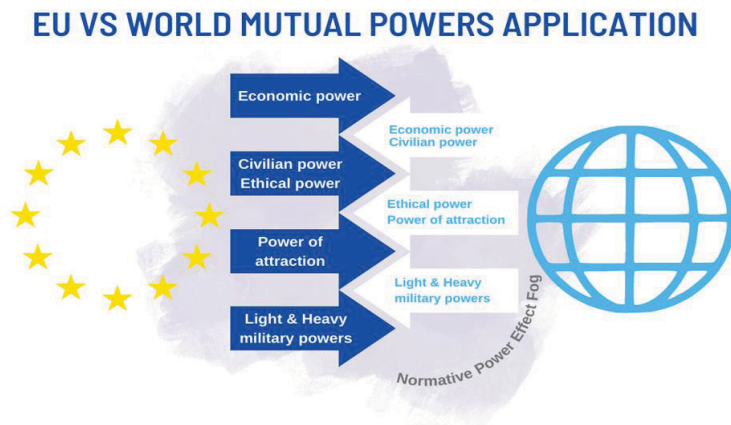 EU VS WORLD MUTUAL POWERS APPLICATION
Economic power
Economic power
Civilian power
Civilian power
Ethical power
Ethical power
Power of attraction
Power of
attraction
Light & Heavy
military powers
Light & Heavy
military powers
Normative Power Effect Fog